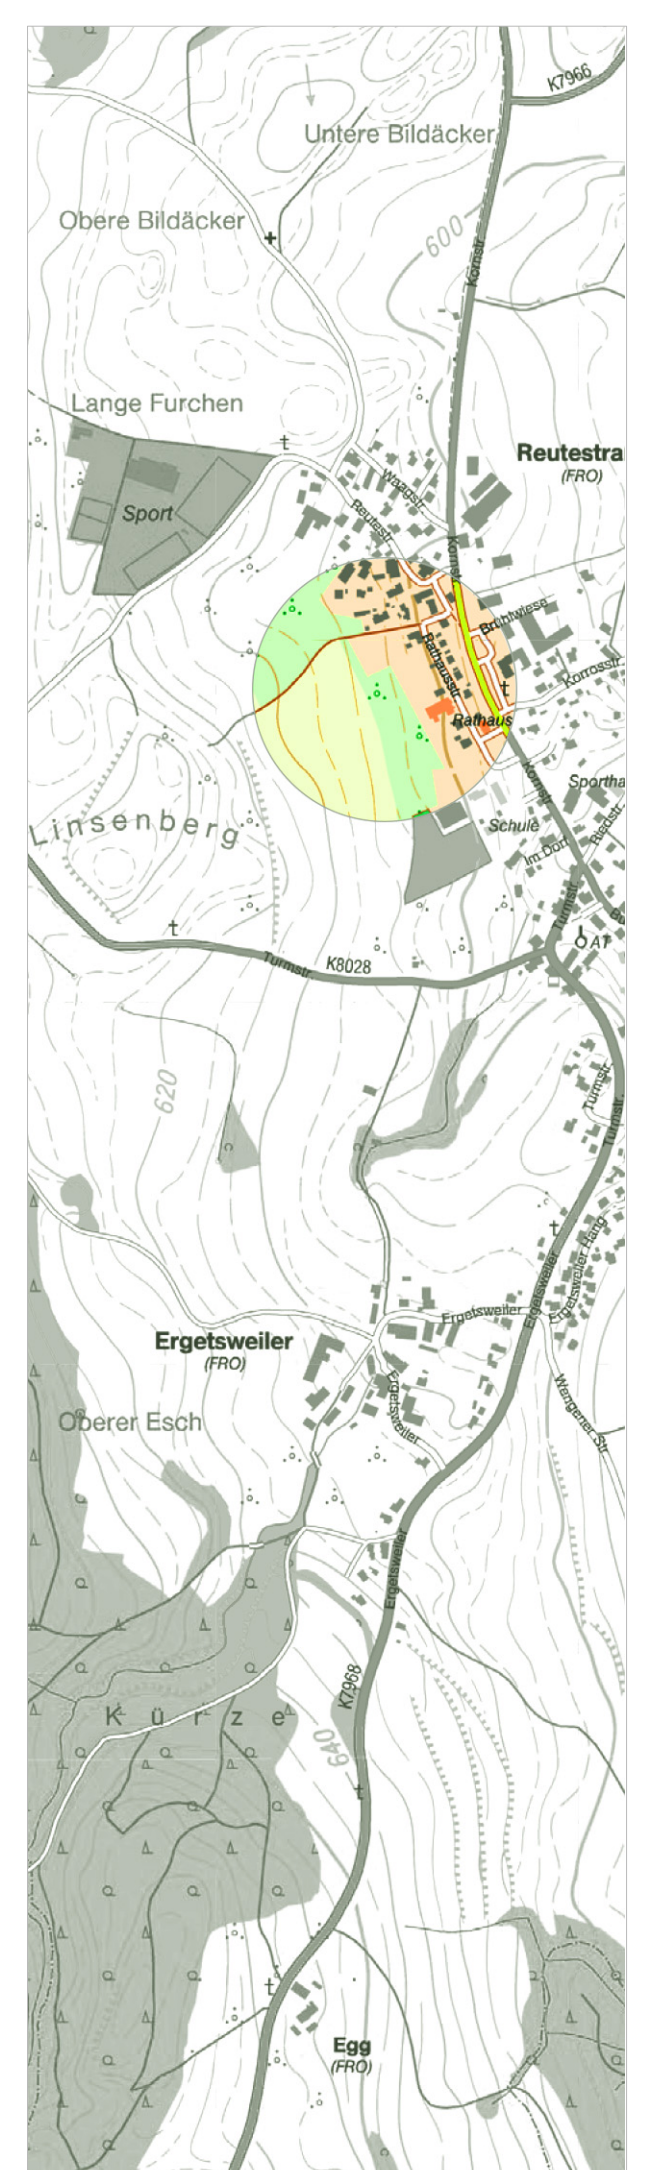 K7966
Untere Bildäcker
Obere Bildäcker
600
Kornstr.
Lange Furchen
Reutestra
(FRO)
Waagstr.
Sport
Reutestr.
Kornstr.
Brühlwiese
Rathausstr.
Korrosstr.
Rathaus
Kornstr.
Sportha
Linsenberg
Schule
Riedstr.
Im Dorf
Turmstr.
AT
K8028
Turmstr.
620
Turmstr.
Turmstr.
Ergetsweiler Hang
Ergetsweiler
Ergetsweiler
Ergetsweiler
(FRO)
Ergetsweiler
Wengener Str.
Oberer Esch
Ergetsweiler
K7968
Kürze
640
Egg
(FRO)